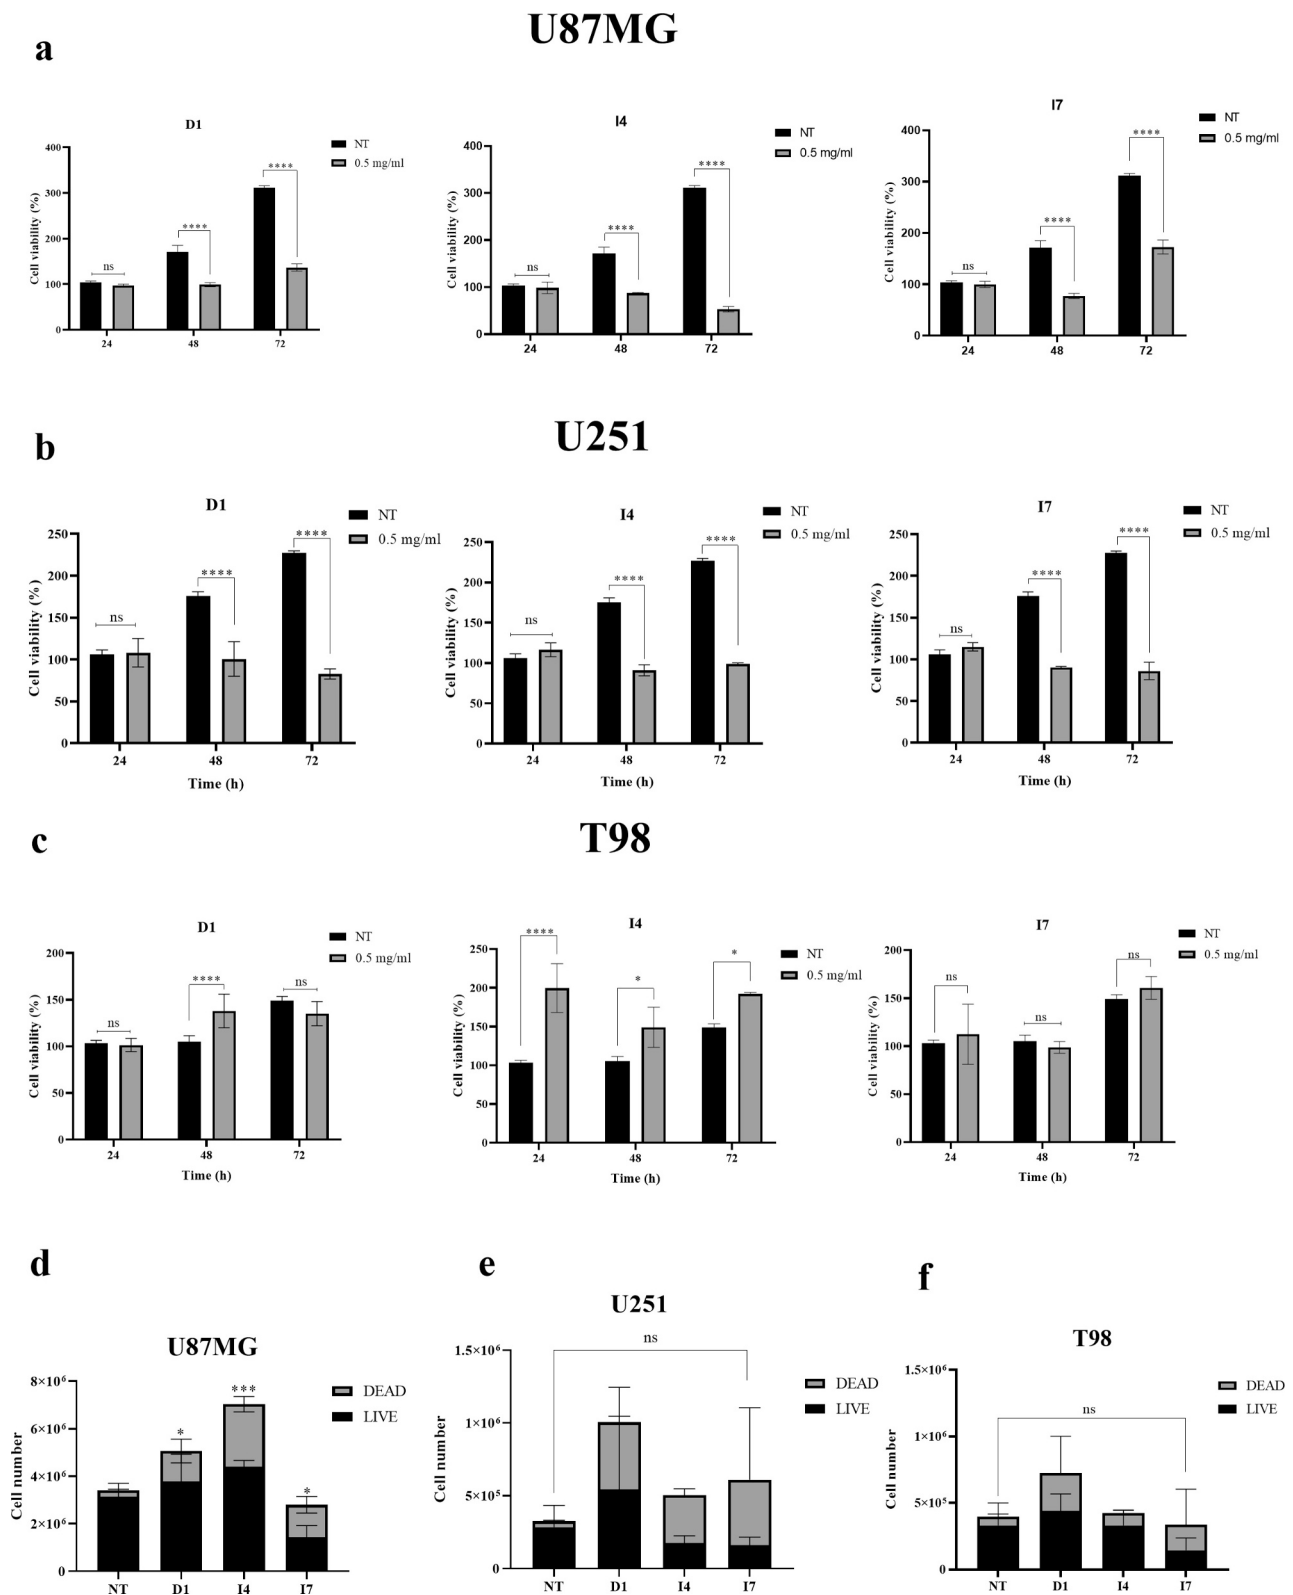 U87MG
a
D1
NT
0.5 mg/ml
Cell viability (%)
400
300
200
100
0
ns
****
****
24 48 72
I4
NT
0.5 mg/ml
Cell viability (%)
400
300
200
100
0
ns
****
****
24 48 72
I7
NT
0.5 mg/ml
Cell viability (%)
400
300
200
100
0
ns
****
****
24 48 72
U251
b
D1
NT
0.5 mg/ml
Cell viability (%)
250
200
150
100
50
0
ns
****
****
24 48 72
Time (h)
I4
NT
0.5 mg/ml
Cell viability (%)
250
200
150
100
50
0
ns
****
****
24 48 72
Time (h)
I7
NT
0.5 mg/ml
Cell viability (%)
250
200
150
100
50
0
ns
****
****
24 48 72
Time (h)
T98
c
D1
NT
0.5 mg/ml
Cell viability (%)
200
150
100
50
0
ns
****
ns
24 48 72
Time (h)
I4
NT
0.5 mg/ml
Cell viability (%)
250
200
150
100
50
0
****
*
*
24 48 72
Time (h)
I7
NT
0.5 mg/ml
Cell viability (%)
200
150
100
50
0
ns
ns
ns
24 48 72
Time (h)
d
U87MG
DEAD
LIVE
Cell number
8×10⁶
6×10⁶
4×10⁶
2×10⁶
0
*
***
*
NT D1 I4 I7
e
U251
DEAD
LIVE
Cell number
1.5×10⁶
1×10⁶
5×10⁵
0
ns
NT D1 I4 I7
f
T98
DEAD
LIVE
Cell number
1.5×10⁶
1×10⁶
5×10⁵
0
ns
NT D1 I4 I7